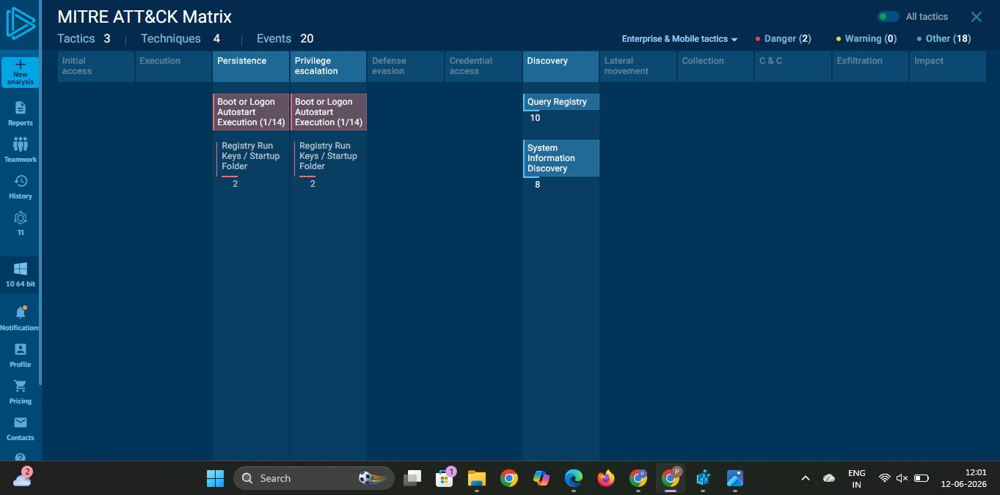 MITRE ATT&CK Matrix
All tactics
Tactics 3
Techniques 4
Events 20
Enterprise & Mobile tactics
Danger (2)
Warning (0)
Other (18)
Initial
access
Execution
Persistence
Privilege
escalation
Defense
evasion
Credential
access
Discovery
Lateral
movement
Collection
C & C
Exfiltration
Impact
Boot or Logon
Autostart
Execution (1/14)
Registry Run
Keys / Startup
Folder
2
Boot or Logon
Autostart
Execution (1/14)
Registry Run
Keys / Startup
Folder
2
Query Registry
10
System
Information
Discovery
8
New
analysis
Reports
Teamwork
History
TI
10 64 bit
Notifications
Profile
Pricing
Contacts
2
Search
1
P
P
ENG
IN
12:01
12-06-2026